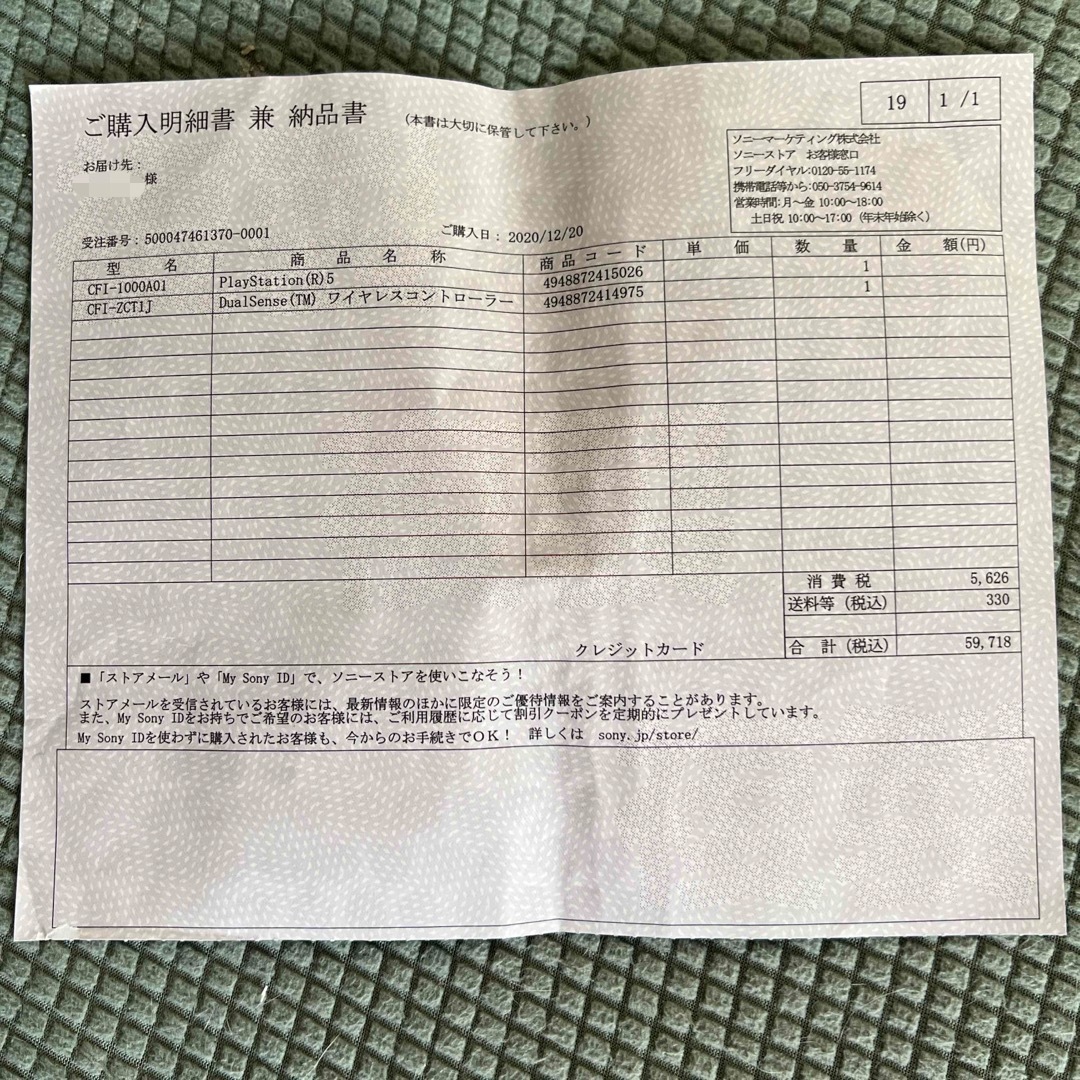 ご購入明細書 兼 納品書 (本書は大切に保管して下さい。)
19 1 /1
お届け先：
様
ソニーマーケティング株式会社
ソニーストア お客様窓口
フリーダイヤル：0120-55-1174
携帯電話等から：050-3754-9614
営業時間：月～金 10:00～18:00
土日祝 10:00～17:00（年末年始除く）
受注番号：500047461370-0001 ご購入日：2020/12/20
型 名 商 品 名 称 商 品 コ ー ド 単 価 数 量 金 額(円)
CFI-1000A01 PlayStation(R)5 4948872415026 1
CFI-ZCT1J DualSense(TM) ワイヤレスコントローラー 4948872414975 1
消 費 税 5,626
送料等（税込） 330
クレジットカード 合 計（税込） 59,718
■「ストアメール」や「My Sony ID」で、ソニーストアを使いこなそう！
ストアメールを受信されているお客様には、最新情報のほかに限定のご優待情報をご案内することがあります。
また、My Sony IDをお持ちでご希望のお客様には、ご利用履歴に応じて割引クーポンを定期的にプレゼントしています。
My Sony IDを使わずに購入されたお客様も、今からのお手続きでＯＫ！ 詳しくは sony.jp/store/